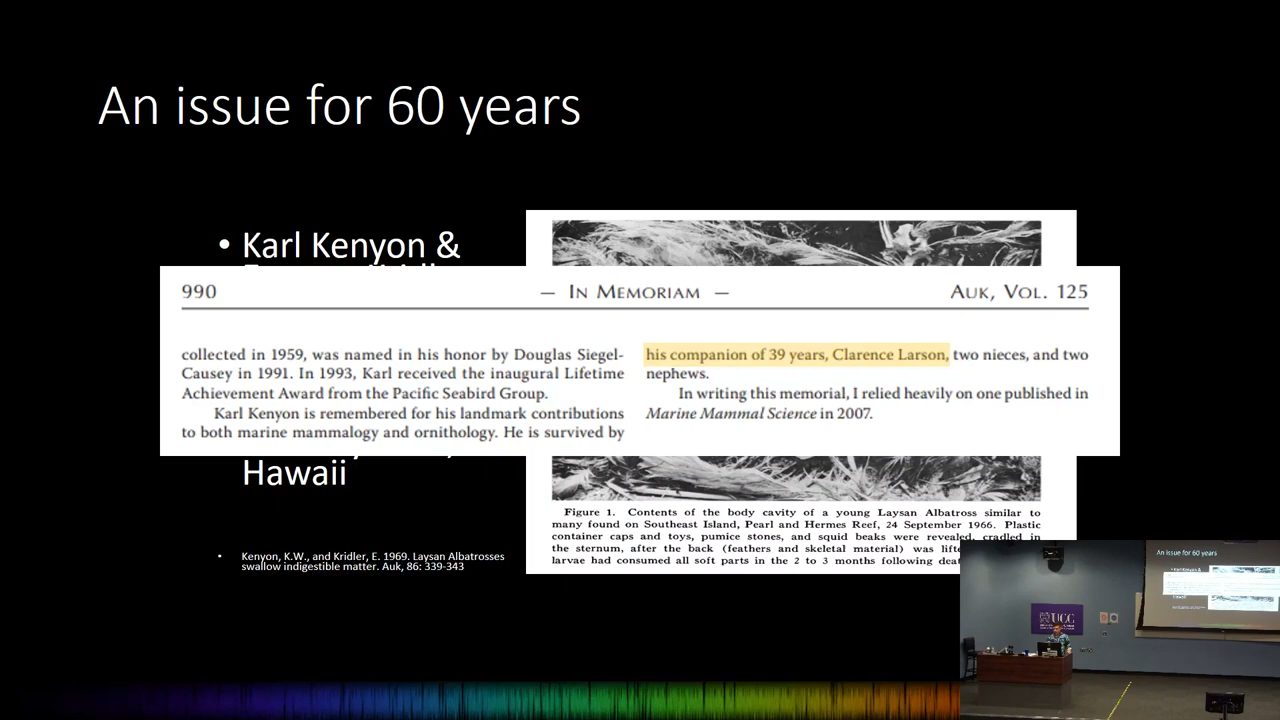 An issue for 60 years
• Karl Kenyon &
990
— IN MEMORIAM —
AUK, VOL. 125
collected in 1959, was named in his honor by Douglas Siegel-
Causey in 1991. In 1993, Karl received the inaugural Lifetime
Achievement Award from the Pacific Seabird Group.
Karl Kenyon is remembered for his landmark contributions
to both marine mammalogy and ornithology. He is survived by
his companion of 39 years, Clarence Larson, two nieces, and two
nephews.
In writing this memorial, I relied heavily on one published in
Marine Mammal Science in 2007.
Hawaii
• Kenyon, K.W., and Kridler, E. 1969. Laysan Albatrosses
swallow indigestible matter. Auk, 86: 339-343
Figure 1. Contents of the body cavity of a young Laysan Albatross similar to
many found on Southeast Island, Pearl and Hermes Reef, 24 September 1966. Plastic
container caps and toys, pumice stones, and squid beaks were revealed, cradled in
the sternum, after the back (feathers and skeletal material) was
larvae had consumed all soft parts in the 2 to 3 months following
An issue for 60 years
UCC